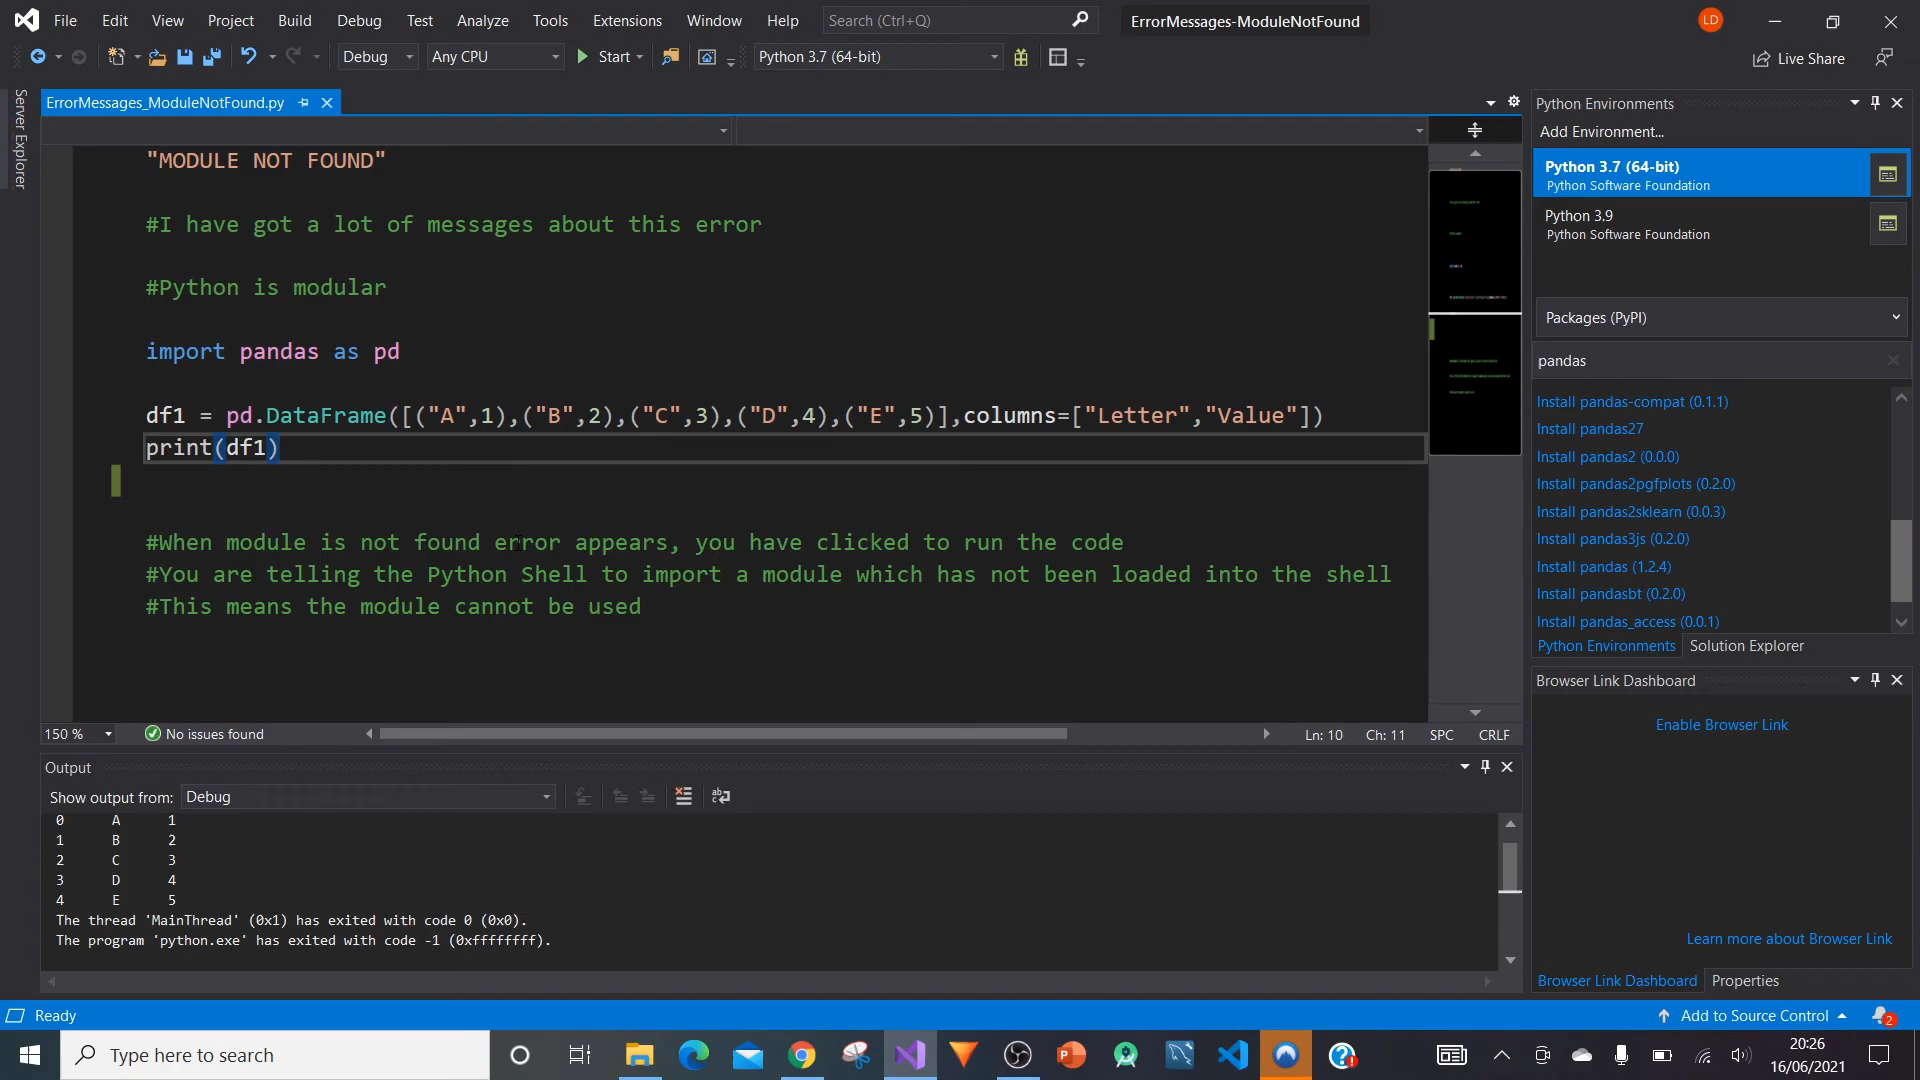 File Edit View Project Build Debug Test Analyze Tools Extensions Window Help Search (Ctrl+Q) ErrorMessages-ModuleNotFound LD
Debug Any CPU Start Python 3.7 (64-bit) Live Share
Server Explorer
ErrorMessages_ModuleNotFound.py
"MODULE NOT FOUND"
#I have got a lot of messages about this error
#Python is modular
import pandas as pd
df1 = pd.DataFrame([("A",1),("B",2),("C",3),("D",4),("E",5)],columns=["Letter","Value"])
print(df1)
#When module is not found error appears, you have clicked to run the code
#You are telling the Python Shell to import a module which has not been loaded into the shell
#This means the module cannot be used
150 % No issues found Ln: 10 Ch: 11 SPC CRLF
Output
Show output from: Debug
0 A 1
1 B 2
2 C 3
3 D 4
4 E 5
The thread 'MainThread' (0x1) has exited with code 0 (0x0).
The program 'python.exe' has exited with code -1 (0xffffffff).
Python Environments
Add Environment...
Python 3.7 (64-bit)
Python Software Foundation
Python 3.9
Python Software Foundation
Packages (PyPI)
pandas
Install pandas-compat (0.1.1)
Install pandas27
Install pandas2 (0.0.0)
Install pandas2pgfplots (0.2.0)
Install pandas2sklearn (0.0.3)
Install pandas3js (0.2.0)
Install pandas (1.2.4)
Install pandasbt (0.2.0)
Install pandas_access (0.0.1)
Python Environments Solution Explorer
Browser Link Dashboard
Enable Browser Link
Learn more about Browser Link
Browser Link Dashboard Properties
Ready Add to Source Control 2
Type here to search 20:26
16/06/2021